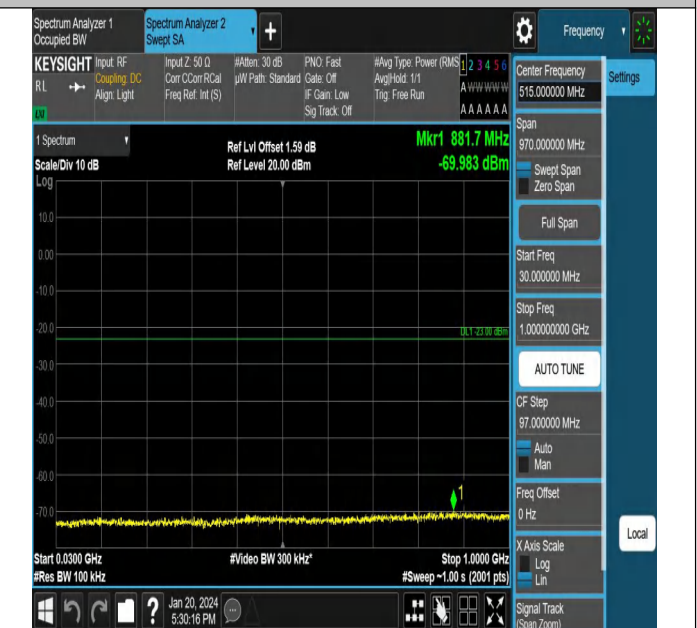 Spectrum Analyzer 1
Occupied BW
Spectrum Analyzer 2
Swept SA
+
Frequency
KEYSIGHT
RL
LXI
Input: RF
Coupling: DC
Align: Light
Input Z: 50 Ω
Corr CCorr RCal
Freq Ref: Int (S)
#Atten: 30 dB
µW Path: Standard
PNO: Fast
Gate: Off
IF Gain: Low
Sig Track: Off
#Avg Type: Power (RMS
Avg|Hold: 1/1
Trig: Free Run
1 2 3 4 5 6
A W W W W W
A A A A A A
1 Spectrum
Scale/Div 10 dB
Log
Ref Lvl Offset 1.59 dB
Ref Level 20.00 dBm
Mkr1 881.7 MHz
-69.983 dBm
10.0
0.00
-10.0
-20.0
-30.0
-40.0
-50.0
-60.0
-70.0
DL1 -23.00 dBm
1
Start 0.0300 GHz
#Res BW 100 kHz
#Video BW 300 kHz*
Stop 1.0000 GHz
#Sweep ~1.00 s (2001 pts)
Center Frequency
515.000000 MHz
Settings
Span
970.000000 MHz
Swept Span
Zero Span
Full Span
Start Freq
30.000000 MHz
Stop Freq
1.00000000 GHz
AUTO TUNE
CF Step
97.000000 MHz
Auto
Man
Freq Offset
0 Hz
X Axis Scale
Log
Lin
Signal Track
(Span Zoom)
Local
?
Jan 20, 2024
5:30:16 PM